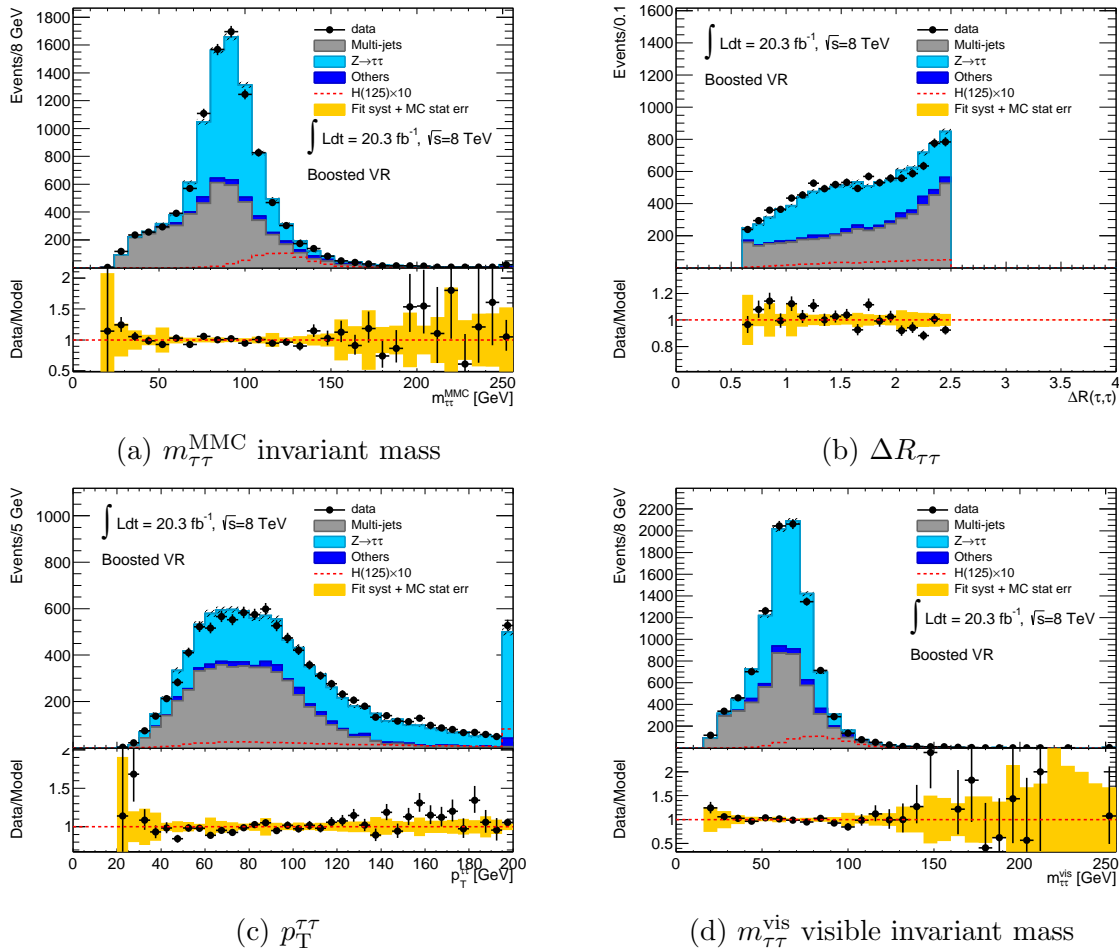 Events/8 GeV
1800
1600
1400
1200
1000
800
600
400
200
data
Multi-jets
Z→ττ
Others
H(125)×10
Fit syst + MC stat err
∫ Ldt = 20.3 fb⁻¹, √s=8 TeV
Boosted VR
Data/Model
2
1.5
1
0.5
0 50 100 150 200 250
m_ττ^MMC [GeV]
(a) m_ττ^MMC invariant mass
Events/0.1
1600
1400
1200
1000
800
600
400
200
∫ Ldt = 20.3 fb⁻¹, √s=8 TeV
Boosted VR
data
Multi-jets
Z→ττ
Others
H(125)×10
Fit syst + MC stat err
Data/Model
1.2
1
0.8
0 0.5 1 1.5 2 2.5 3 3.5 4
ΔR(τ,τ)
(b) ΔR_ττ
Events/5 GeV
1000
800
600
400
200
∫ Ldt = 20.3 fb⁻¹, √s=8 TeV
Boosted VR
data
Multi-jets
Z→ττ
Others
H(125)×10
Fit syst + MC stat err
Data/Model
2
1.5
1
0 20 40 60 80 100 120 140 160 180 200
p_T^ττ [GeV]
(c) p_T^ττ
Events/8 GeV
2200
2000
1800
1600
1400
1200
1000
800
600
400
200
data
Multi-jets
Z→ττ
Others
H(125)×10
Fit syst + MC stat err
∫ Ldt = 20.3 fb⁻¹, √s=8 TeV
Boosted VR
Data/Model
2
1.5
1
0.5
0 50 100 150 200 250
m_ττ^vis [GeV]
(d) m_ττ^vis visible invariant mass